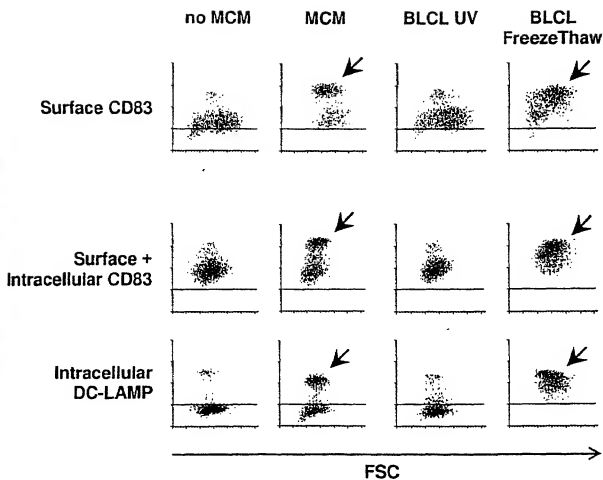 no MCM
MCM
BLCL UV
BLCL
FreezeThaw
Surface CD83
Surface +
Intracellular CD83
Intracellular
DC-LAMP
FSC